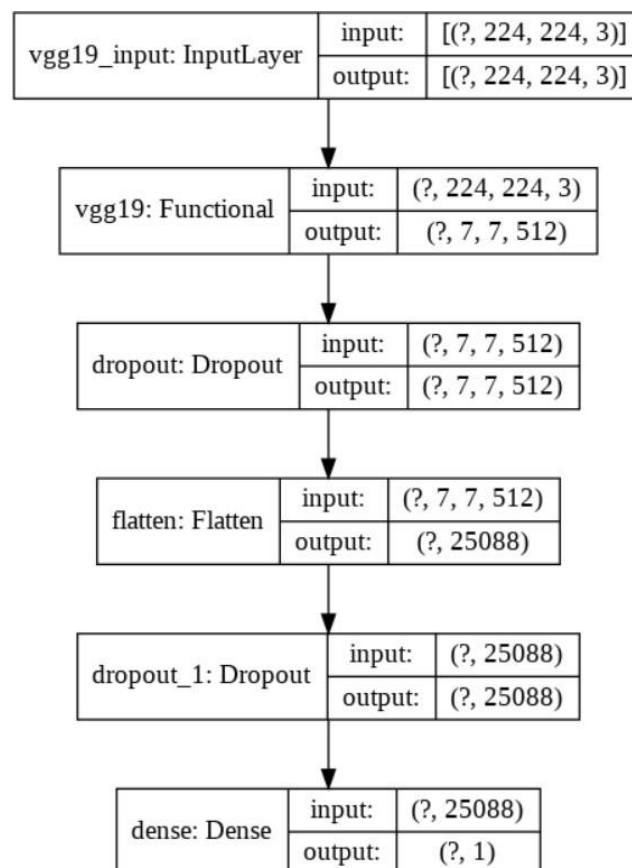 vgg19_input: InputLayer
input: [(?, 224, 224, 3)]
output: [(?, 224, 224, 3)]
vgg19: Functional
input: (?, 224, 224, 3)
output: (?, 7, 7, 512)
dropout: Dropout
input: (?, 7, 7, 512)
output: (?, 7, 7, 512)
flatten: Flatten
input: (?, 7, 7, 512)
output: (?, 25088)
dropout_1: Dropout
input: (?, 25088)
output: (?, 25088)
dense: Dense
input: (?, 25088)
output: (?, 1)